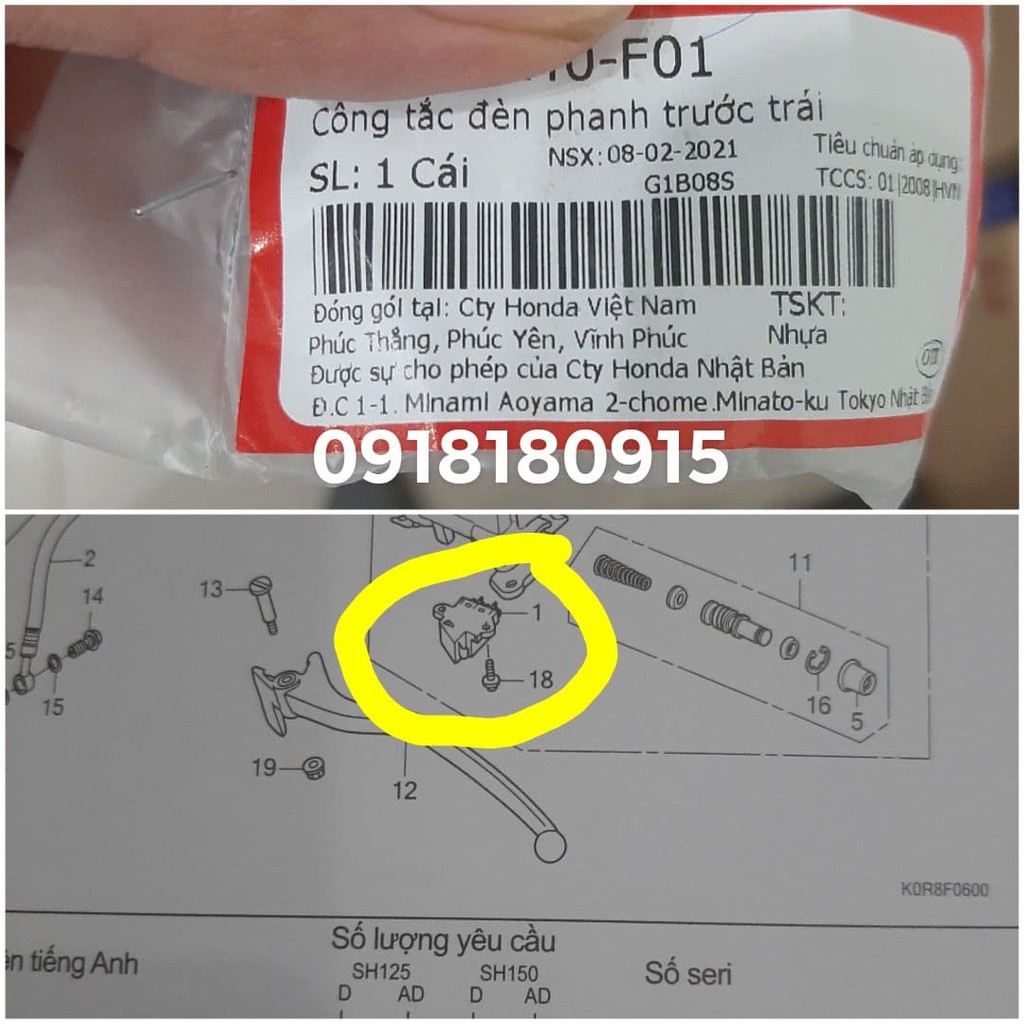 10-F01
Công tắc đèn phanh trước trái
SL: 1 Cái
NSX: 08-02-2021
Tiêu chuẩn áp dụng:
G1B08S
TCCS: 01|2008|HVN
Đóng gói tại: Cty Honda Việt Nam
TSKT:
Phúc Thắng, Phúc Yên, Vĩnh Phúc
Nhựa
Được sự cho phép của Cty Honda Nhật Bản
Đ.C 1-1. Minami Aoyama 2-chome.Minato-ku Tokyo Nhật Bản
0918180915
2
13
14
1
11
18
15
16
5
19
12
K0R8F0600
Số lượng yêu cầu
ên tiếng Anh
SH125
SH150
Số seri
D
AD
D
AD